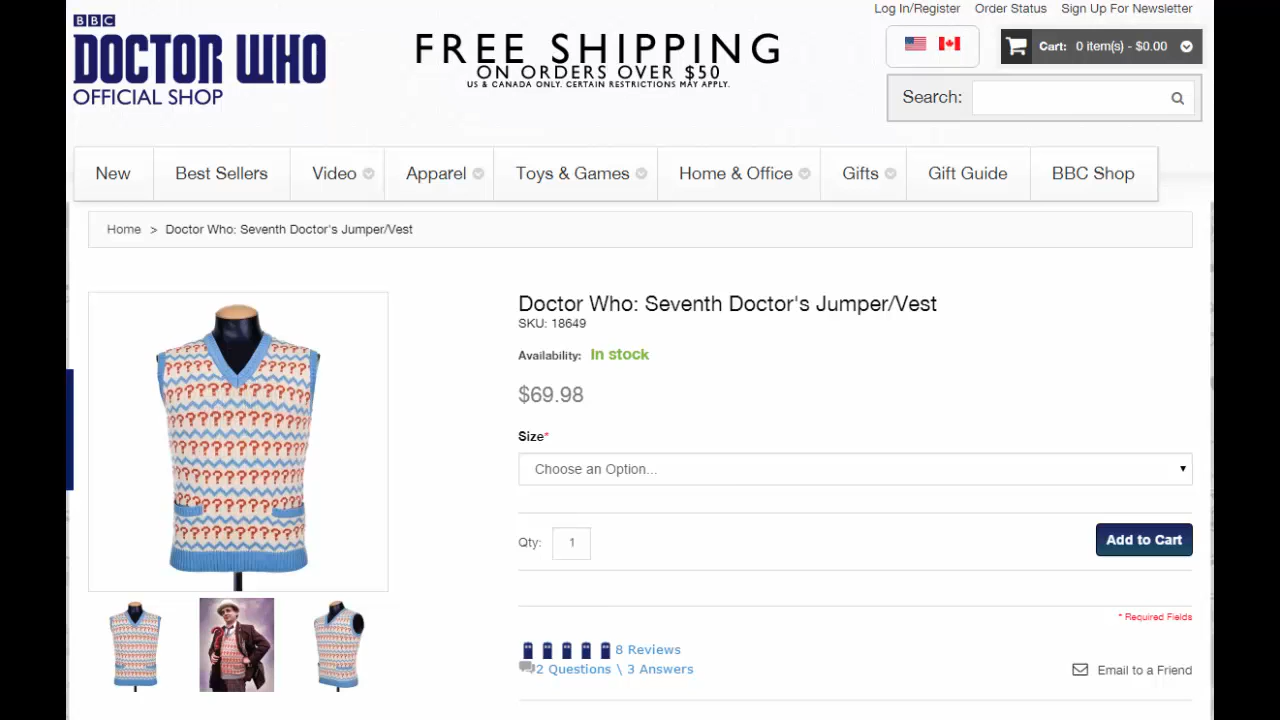 Log In/Register Order Status Sign Up For Newsletter
BBC
DOCTOR WHO
OFFICIAL SHOP
FREE SHIPPING
ON ORDERS OVER $50
US & CANADA ONLY. CERTAIN RESTRICTIONS MAY APPLY.
Cart: 0 item(s) - $0.00
Search:
New Best Sellers Video Apparel Toys & Games Home & Office Gifts Gift Guide BBC Shop
Home > Doctor Who: Seventh Doctor's Jumper/Vest
Doctor Who: Seventh Doctor's Jumper/Vest
SKU: 18649
Availability: In stock
$69.98
Size*
Choose an Option...
Qty: 1
Add to Cart
* Required Fields
8 Reviews
2 Questions \ 3 Answers
Email to a Friend